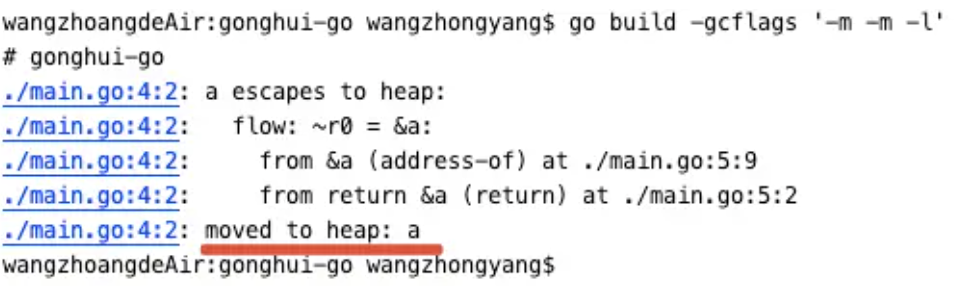 wangzhoangdeAir:gonghui-go wangzhongyang$ go build -gcflags '-m -m -l'
# gonghui-go
./main.go:4:2: a escapes to heap:
./main.go:4:2:   flow: ~r0 = &a:
./main.go:4:2:     from &a (address-of) at ./main.go:5:9
./main.go:4:2:     from return &a (return) at ./main.go:5:2
./main.go:4:2: moved to heap: a
wangzhoangdeAir:gonghui-go wangzhongyang$